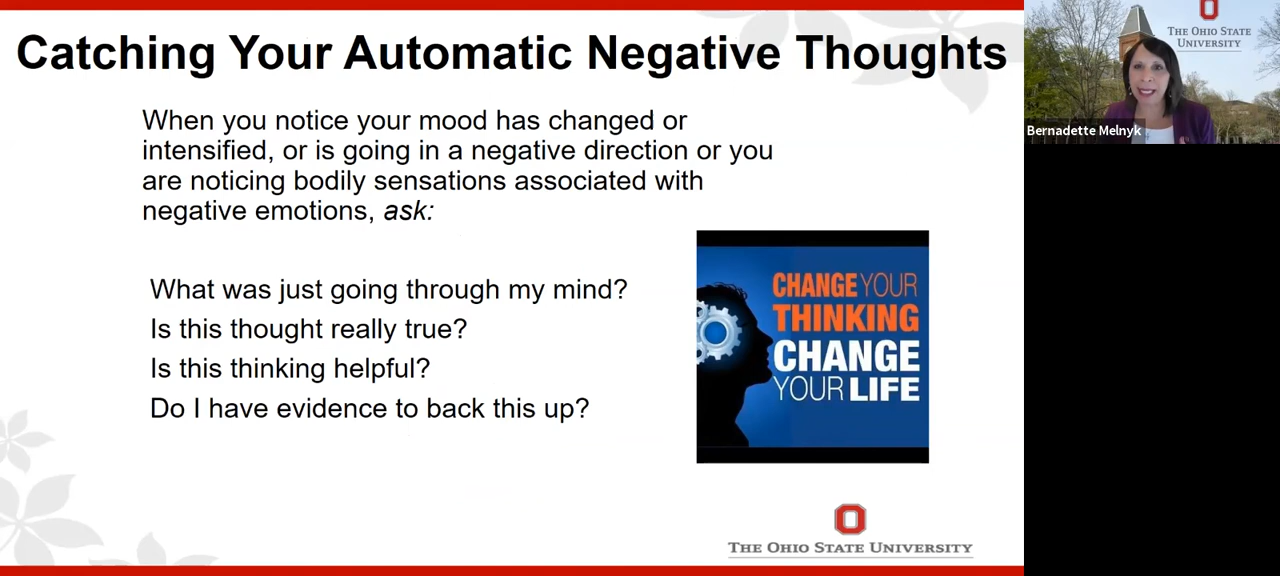 Catching Your Automatic Negative Thoughts
When you notice your mood has changed or
intensified, or is going in a negative direction or you
are noticing bodily sensations associated with
negative emotions, ask:
What was just going through my mind?
Is this thought really true?
Is this thinking helpful?
Do I have evidence to back this up?
CHANGE YOUR
THINKING
CHANGE
YOUR LIFE
THE OHIO STATE UNIVERSITY
THE OHIO STATE
UNIVERSITY
Bernadette Melnyk